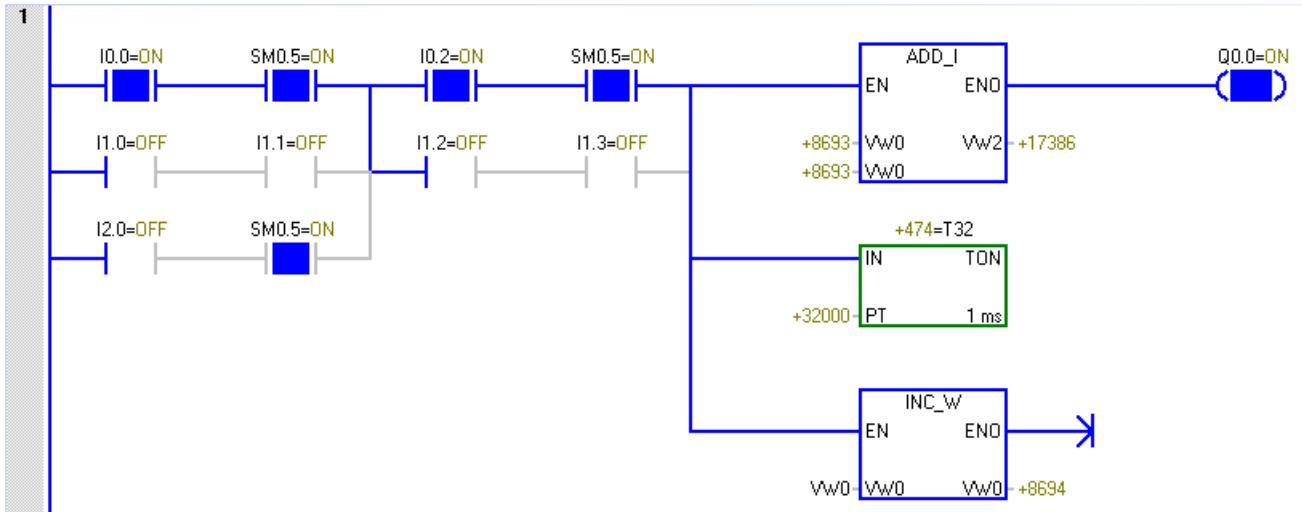 1
I0.0=ON SM0.5=ON I0.2=ON SM0.5=ON ADD_I Q0.0=ON
EN ENO
I1.0=OFF I1.1=OFF I1.2=OFF I1.3=OFF +8693 VW0 VW2 +17386
+8693 VW0
I2.0=OFF SM0.5=ON +474=T32
IN TON
+32000 PT 1 ms
INC_W
EN ENO
VW0 VW0 VW0 +8694